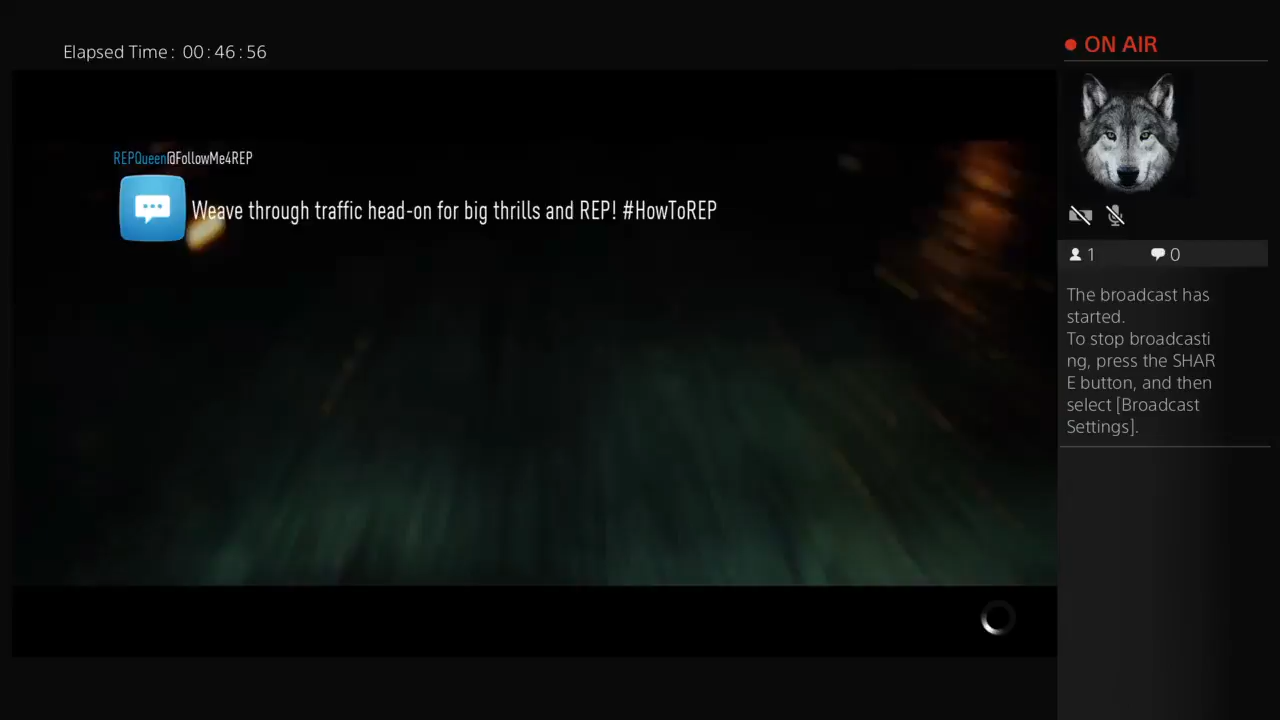 Elapsed Time: 00:46:56
ON AIR
REPQueen@FollowMe4REP
Weave through traffic head-on for big thrills and REP! #HowToREP
1 0
The broadcast has
started.
To stop broadcasti
ng, press the SHAR
E button, and then
select [Broadcast
Settings].